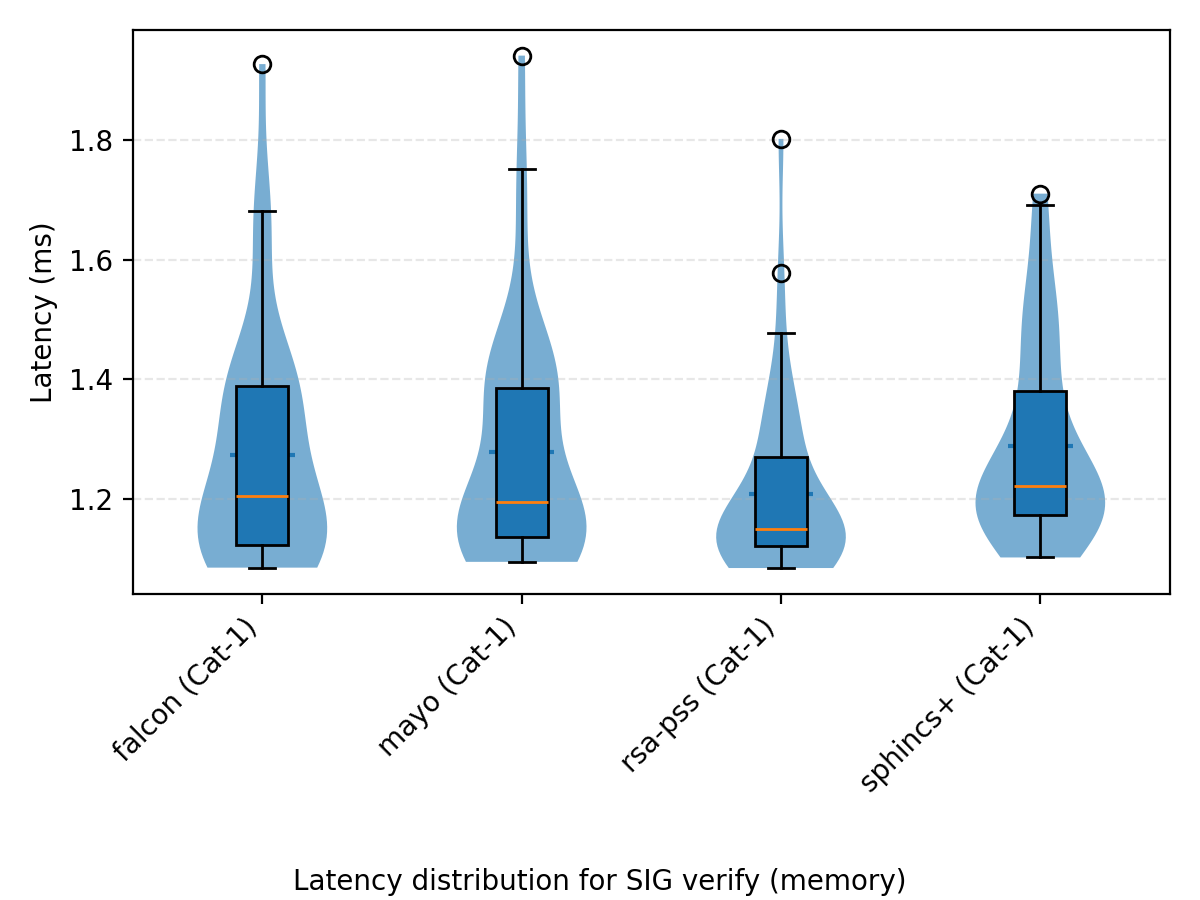 Latency (ms)
1.8
1.6
1.4
1.2
falcon (Cat-1)
mayo (Cat-1)
rsa-pss (Cat-1)
sphincs+ (Cat-1)
Latency distribution for SIG verify (memory)